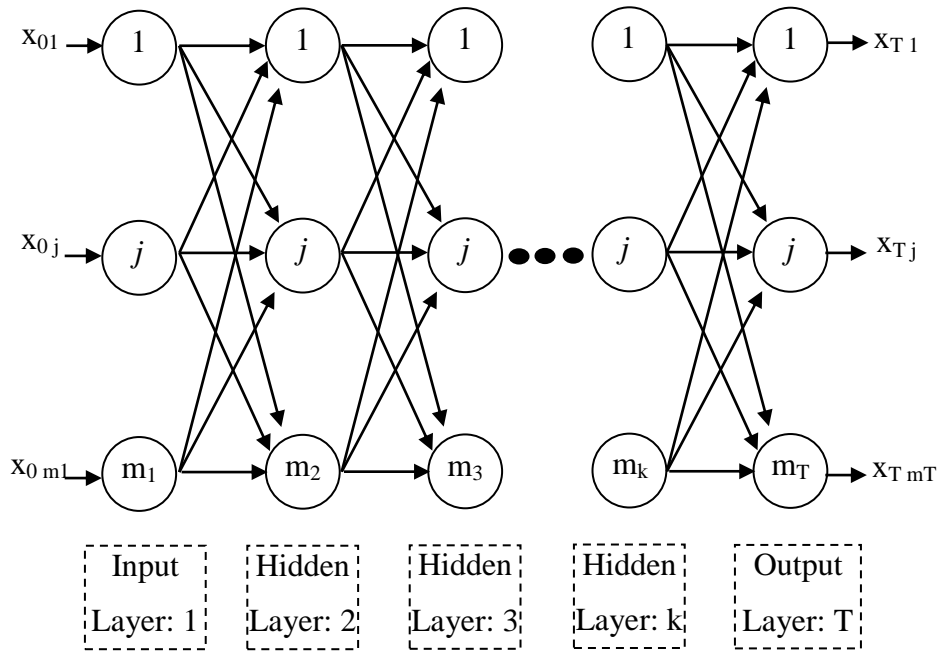 x01 1 1 1 1 1 xT 1
x0 j j j j j j xT j
x0 m1 m1 m2 m3 mk mT xT mT
Input Hidden Hidden Hidden Output
Layer: 1 Layer: 2 Layer: 3 Layer: k Layer: T